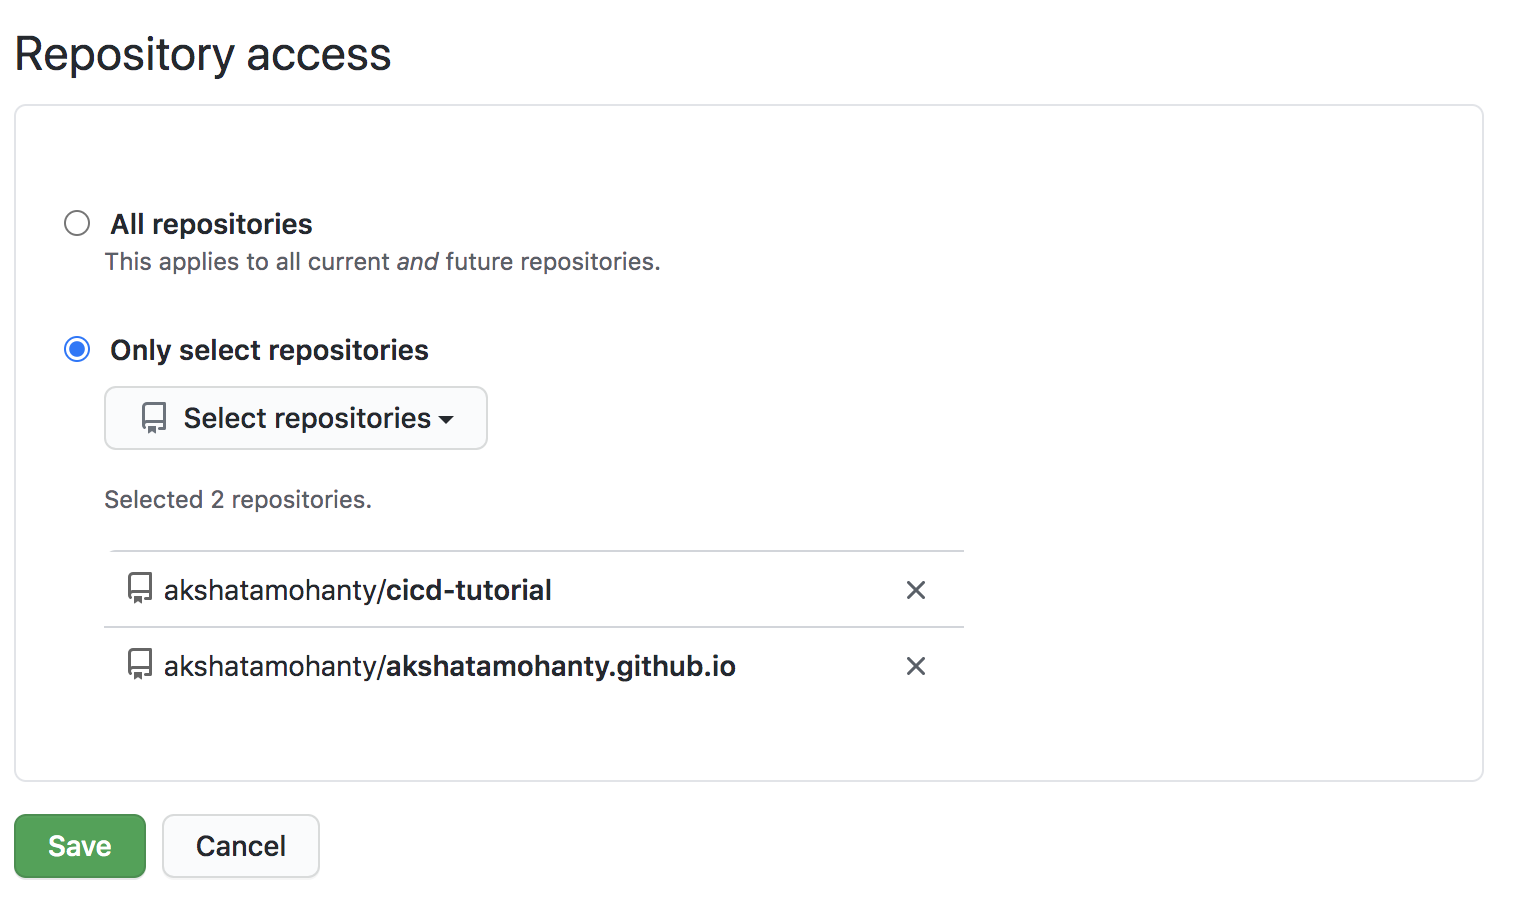 Repository access
All repositories
This applies to all current and future repositories.
Only select repositories
Select repositories
Selected 2 repositories.
akshatamohanty/cicd-tutorial
akshatamohanty/akshatamohanty.github.io
Save
Cancel